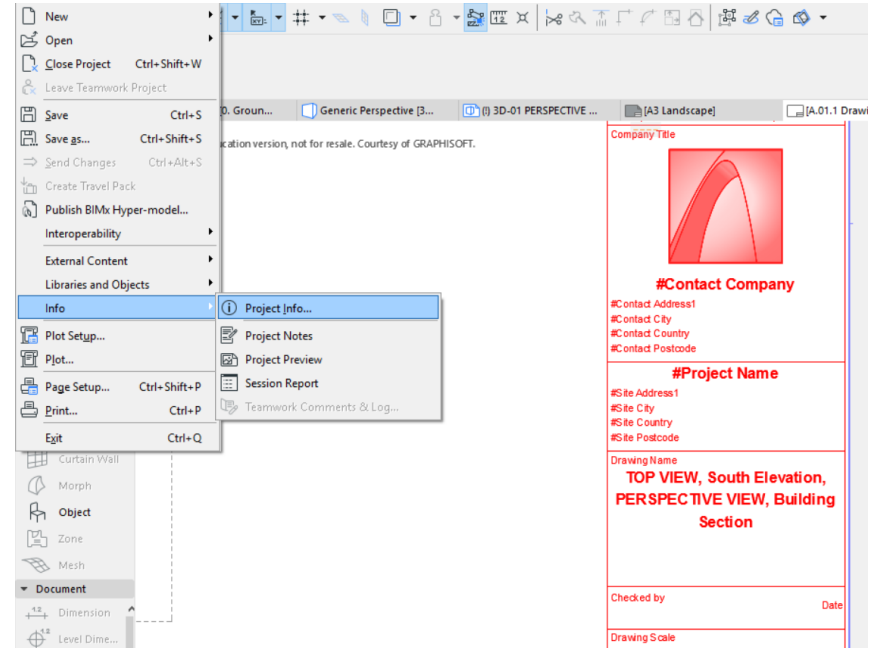 New
Open
Close Project Ctrl+Shift+W
Leave Teamwork Project
Save Ctrl+S
Save as... Ctrl+Shift+S
Send Changes Ctrl+Alt+S
Create Travel Pack
Publish BIMx Hyper-model...
Interoperability
External Content
Libraries and Objects
Info
Plot Setup...
Plot...
Page Setup... Ctrl+Shift+P
Print... Ctrl+P
Exit Ctrl+Q
Project Info...
Project Notes
Project Preview
Session Report
Teamwork Comments & Log...
Curtain Wall
Morph
Object
Zone
Mesh
Document
1.2 Dimension
1.2 Level Dime...
1.2
[0. Groun...
Generic Perspective [3...
(!) 3D-01 PERSPECTIVE ...
[A3 Landscape]
[A.01.1 Drawi
version, not for resale. Courtesy of GRAPHISOFT.
Company Title
#Contact Company
#Contact Address1
#Contact City
#Contact Country
#Contact Postcode
#Project Name
#Site Address1
#Site City
#Site Country
#Site Postcode
Drawing Name
TOP VIEW, South Elevation,
PERSPECTIVE VIEW, Building
Section
Checked by
Date
Drawing Scale